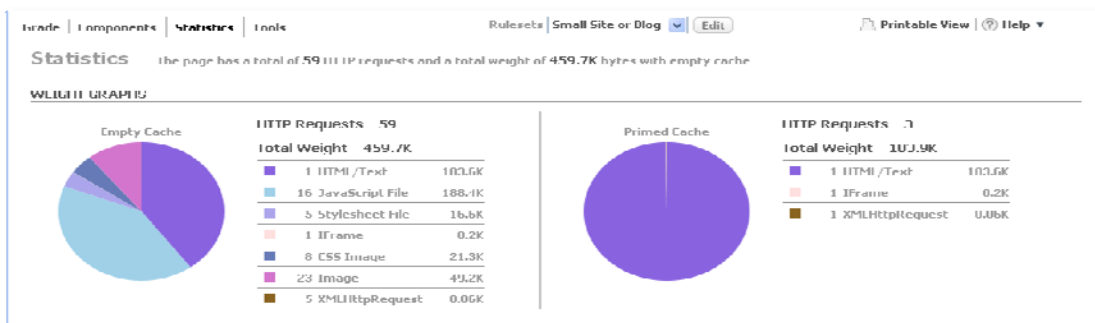 Grade | Components | Statistics | Tools
Rulesets Small Site or Blog Edit
Printable View | (?) Help ▼
Statistics The page has a total of 59 HTTP requests and a total weight of 459.7K bytes with empty cache
WEIGHT GRAPHS
Empty Cache
HTTP Requests 59
Total Weight 459.7K
1 HTML/Text 183.6K
16 JavaScript File 188.4K
5 Stylesheet File 16.6K
1 IFrame 0.2K
8 CSS Image 21.3K
23 Image 49.2K
5 XMLHttpRequest 0.06K
Primed Cache
HTTP Requests 3
Total Weight 183.9K
1 HTML/Text 183.6K
1 IFrame 0.2K
1 XMLHttpRequest 0.06K